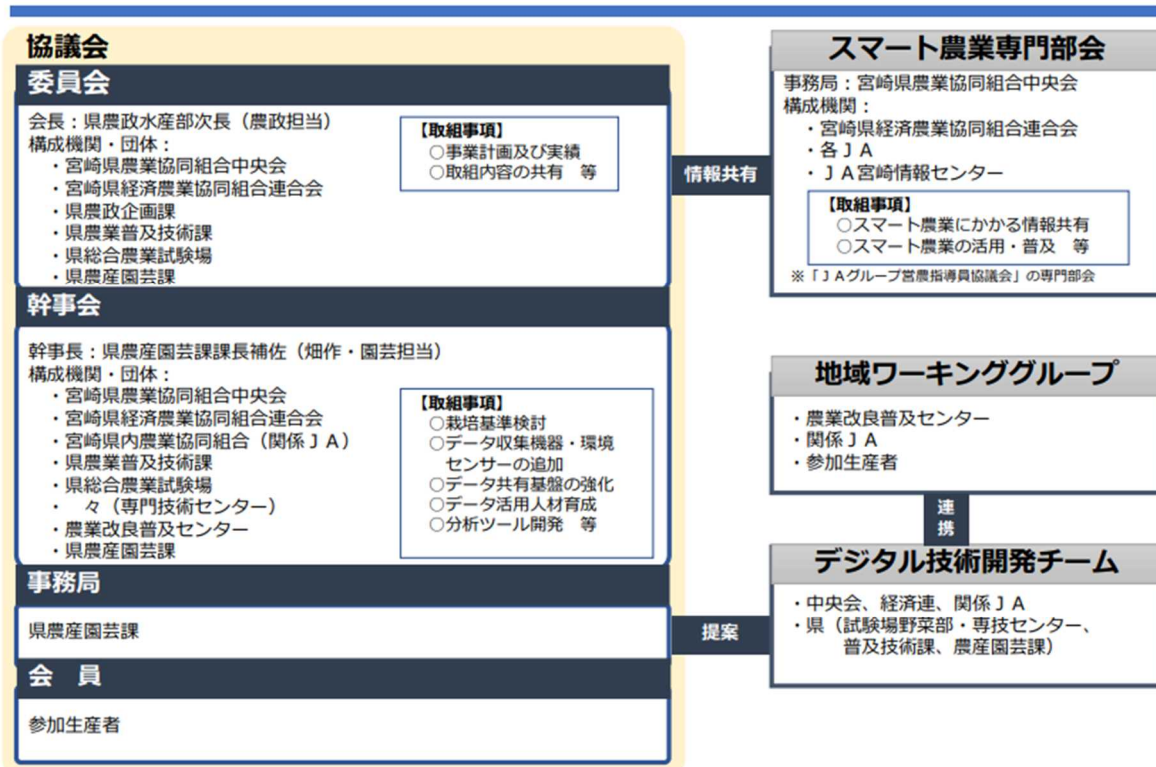 協議会
委員会
会長：県農政水産部次長（農政担当）
構成機関・団体：
・宮崎県農業協同組合中央会
・宮崎県経済農業協同組合連合会
・県農政企画課
・県農業普及技術課
・県総合農業試験場
・県農産園芸課
【取組事項】
○事業計画及び実績
○取組内容の共有　等
幹事会
幹事長：県農産園芸課課長補佐（畑作・園芸担当）
構成機関・団体：
・宮崎県農業協同組合中央会
・宮崎県経済農業協同組合連合会
・宮崎県内農業協同組合（関係ＪＡ）
・県農業普及技術課
・県総合農業試験場
・　々（専門技術センター）
・農業改良普及センター
・県農産園芸課
【取組事項】
○栽培基準検討
○データ収集機器・環境
センサーの追加
○データ共有基盤の強化
○データ活用人材育成
○分析ツール開発　等
事務局
県農産園芸課
会　員
参加生産者
情報共有
提案
スマート農業専門部会
事務局：宮崎県農業協同組合中央会
構成機関：
・宮崎県経済農業協同組合連合会
・各ＪＡ
・ＪＡ宮崎情報センター
【取組事項】
○スマート農業にかかる情報共有
○スマート農業の活用・普及　等
※「ＪＡグループ営農指導員協議会」の専門部会
地域ワーキンググループ
・農業改良普及センター
・関係ＪＡ
・参加生産者
連
携
デジタル技術開発チーム
・中央会、経済連、関係ＪＡ
・県（試験場野菜部・専技センター、
普及技術課、農産園芸課）